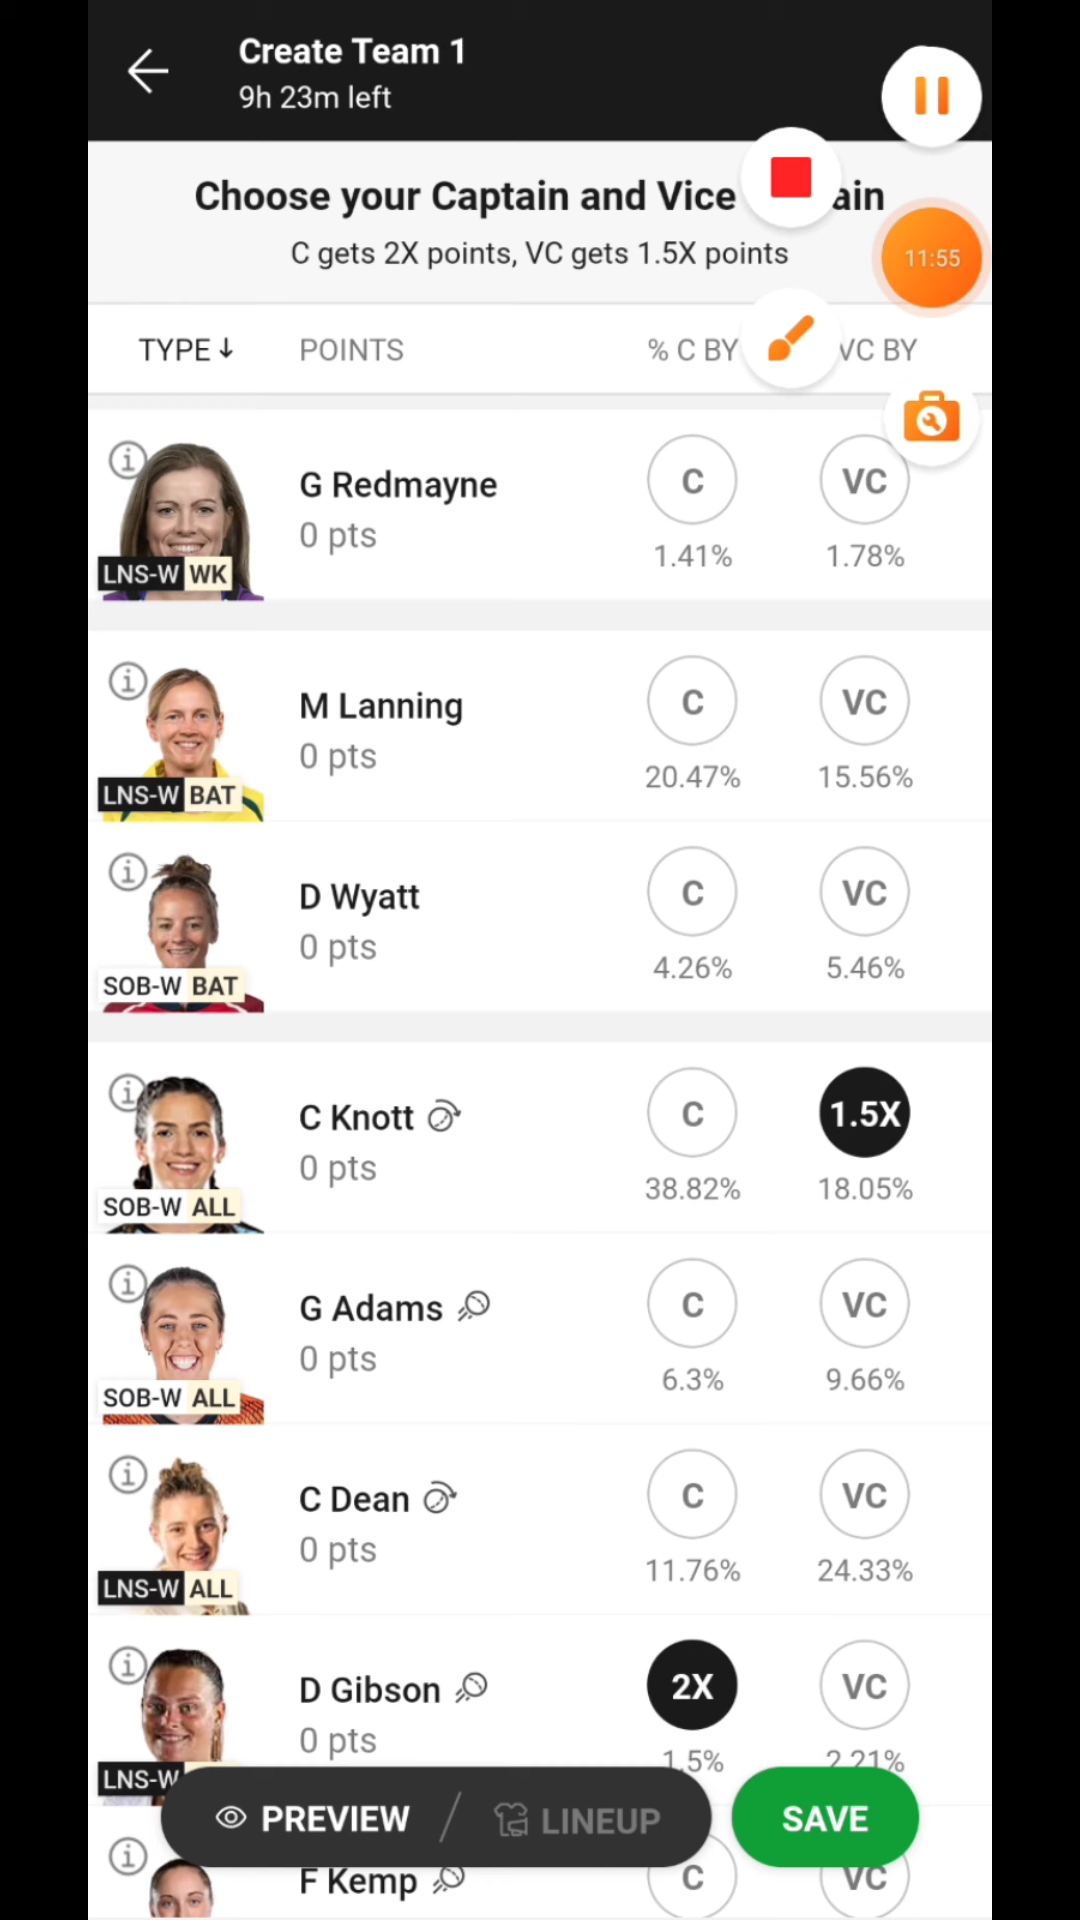 Create Team 1
9h 23m left
Choose your Captain and Vice ain
C gets 2X points, VC gets 1.5X points
11:55
TYPE↓ POINTS % C BY VC BY
G Redmayne
0 pts
LNS-W WK
C VC
1.41% 1.78%
M Lanning
0 pts
LNS-W BAT
C VC
20.47% 15.56%
D Wyatt
0 pts
SOB-W BAT
C VC
4.26% 5.46%
C Knott
0 pts
SOB-W ALL
C 1.5X
38.82% 18.05%
G Adams
0 pts
SOB-W ALL
C VC
6.3% 9.66%
C Dean
0 pts
LNS-W ALL
C VC
11.76% 24.33%
D Gibson
0 pts
LNS-W
2X VC
1.5% 2.21%
PREVIEW / LINEUP SAVE
F Kemp C VC